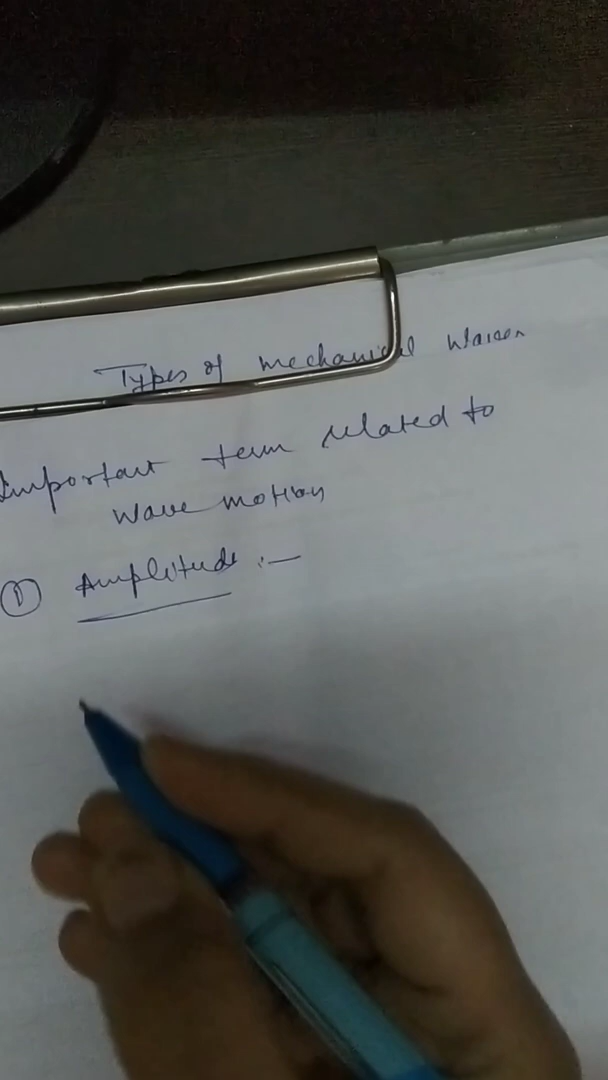 Types of mechanical Waves
Important term related to
wave motion
① Amplitude :—